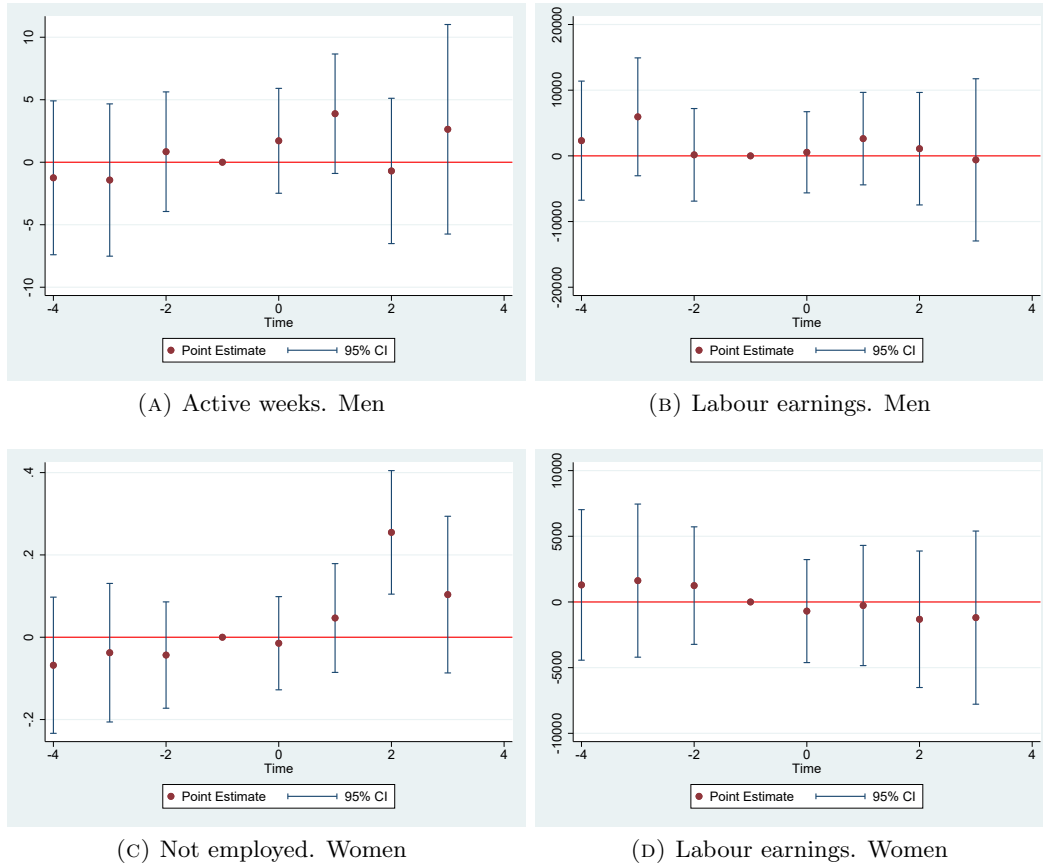 10
5
0
-5
-10
-4
-2
0
2
4
Time
Point Estimate
95% CI
(A) Active weeks. Men
20000
10000
0
-10000
-20000
-4
-2
0
2
4
Time
Point Estimate
95% CI
(B) Labour earnings. Men
.4
.2
0
-.2
-4
-2
0
2
4
Time
Point Estimate
95% CI
(C) Not employed. Women
10000
5000
0
-5000
-10000
-4
-2
0
2
4
Time
Point Estimate
95% CI
(D) Labour earnings. Women